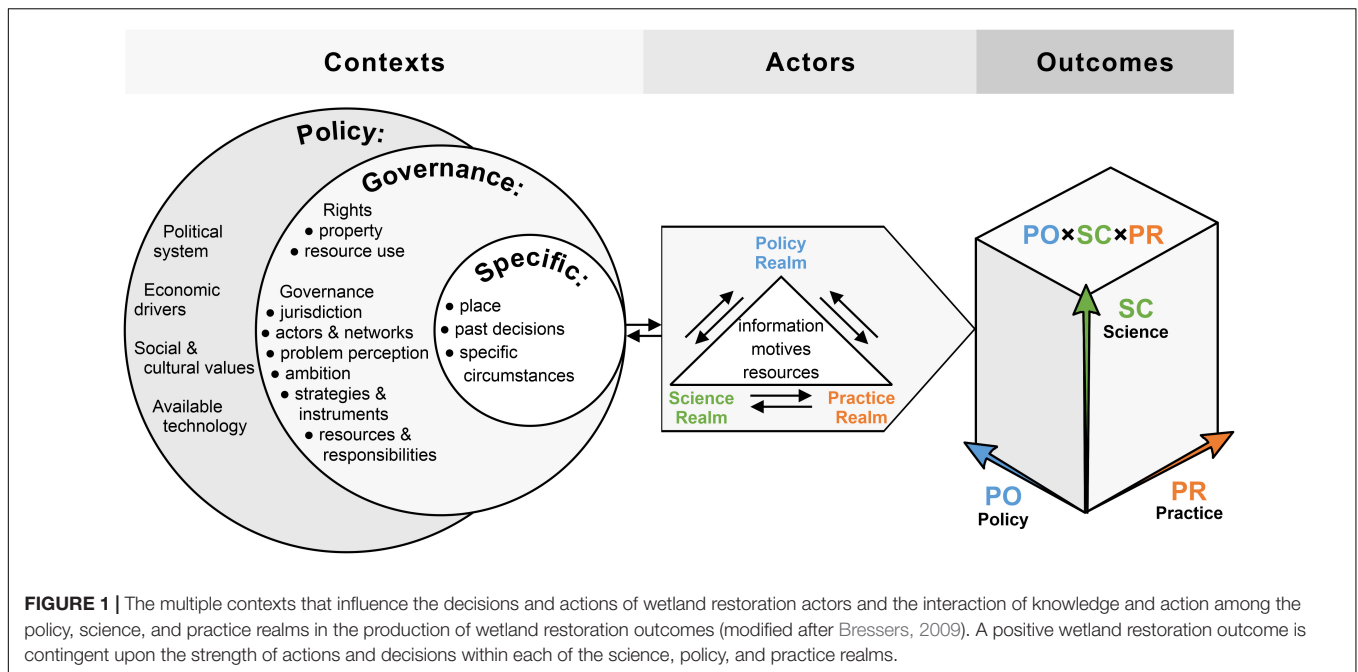 Contexts
Actors
Outcomes
Policy:
Political
system
Economic
drivers
Social &
cultural values
Available
technology
Governance:
Rights
● property
● resource use
Governance
● jurisdiction
● actors & networks
● problem perception
● ambition
● strategies &
instruments
● resources &
responsibilities
Specific:
● place
● past decisions
● specific
circumstances
Policy
Realm
information
motives
resources
Science
Realm
Practice
Realm
PO×SC×PR
SC
Science
PO
Policy
PR
Practice
FIGURE 1 | The multiple contexts that influence the decisions and actions of wetland restoration actors and the interaction of knowledge and action among the
policy, science, and practice realms in the production of wetland restoration outcomes (modified after Bressers, 2009). A positive wetland restoration outcome is
contingent upon the strength of actions and decisions within each of the science, policy, and practice realms.